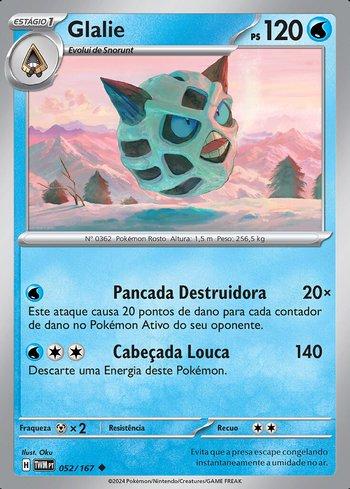 ESTÁGIO 1
Glalie
PS 120
Evolui de Snorunt
Nº 0362 Pokémon Rosto Altura: 1,5 m Peso: 256,5 kg
Pancada Destruidora 20×
Este ataque causa 20 pontos de dano para cada contador
de dano no Pokémon Ativo do seu oponente.
Cabeçada Louca 140
Descarte uma Energia deste Pokémon.
Fraqueza ×2 Resistência Recuo
Ilust. Oku
H TWM PT 052/167
Evita que a presa escape congelando
instantaneamente a umidade no ar.
©2024 Pokémon/Nintendo/Creatures/GAME FREAK